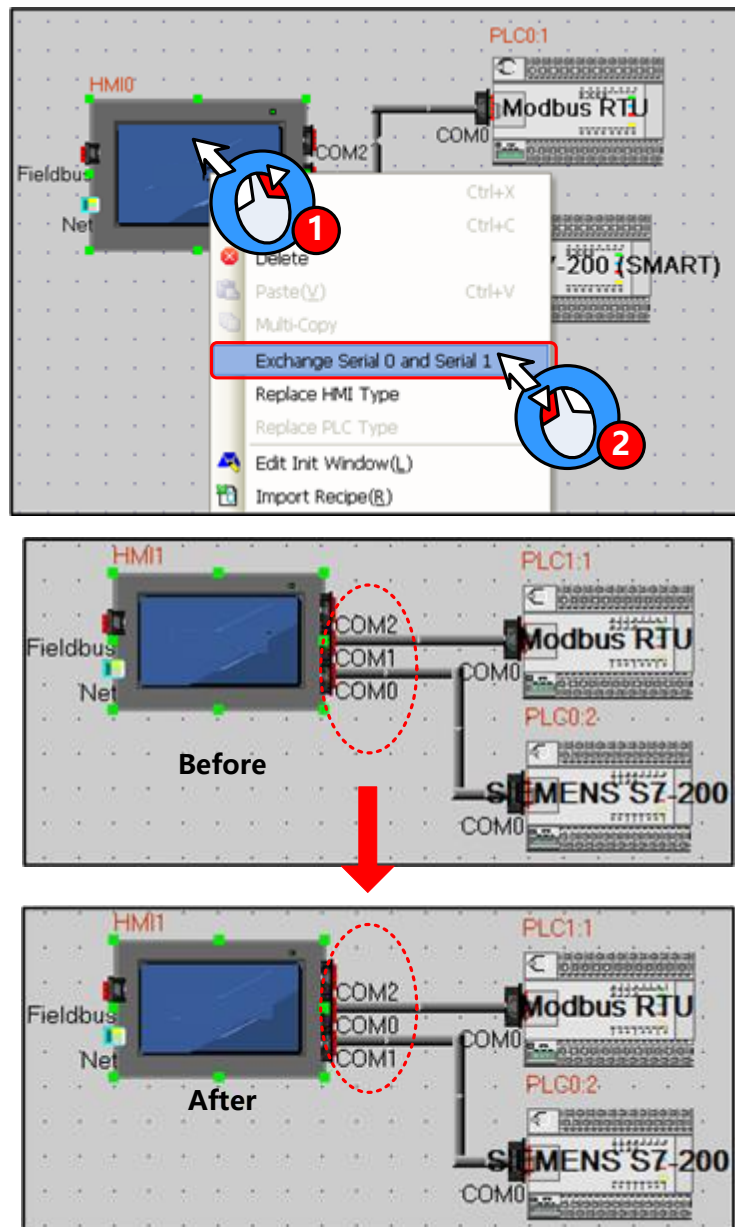 PLC0:1
HMI0
Modbus RTU
COM2
COM0
Fieldbus
Net
Ctrl+X
1
Ctrl+C
Delete
7-200 (SMART)
Paste(V)
Ctrl+V
Multi-Copy
Exchange Serial 0 and Serial 1
Replace HMI Type
Replace PLC Type
2
Edit Init Window(L)
Import Recipe(R)
HMI1
PLC1:1
COM2
Modbus RTU
Fieldbus
COM1
COM0
Net
COM0
PLC0:2
Before
SIEMENS S7-200
COM0
HMI1
PLC1:1
COM2
Modbus RTU
Fieldbus
COM0
COM0
Net
COM1
PLC0:2
After
SIEMENS S7-200
COM0